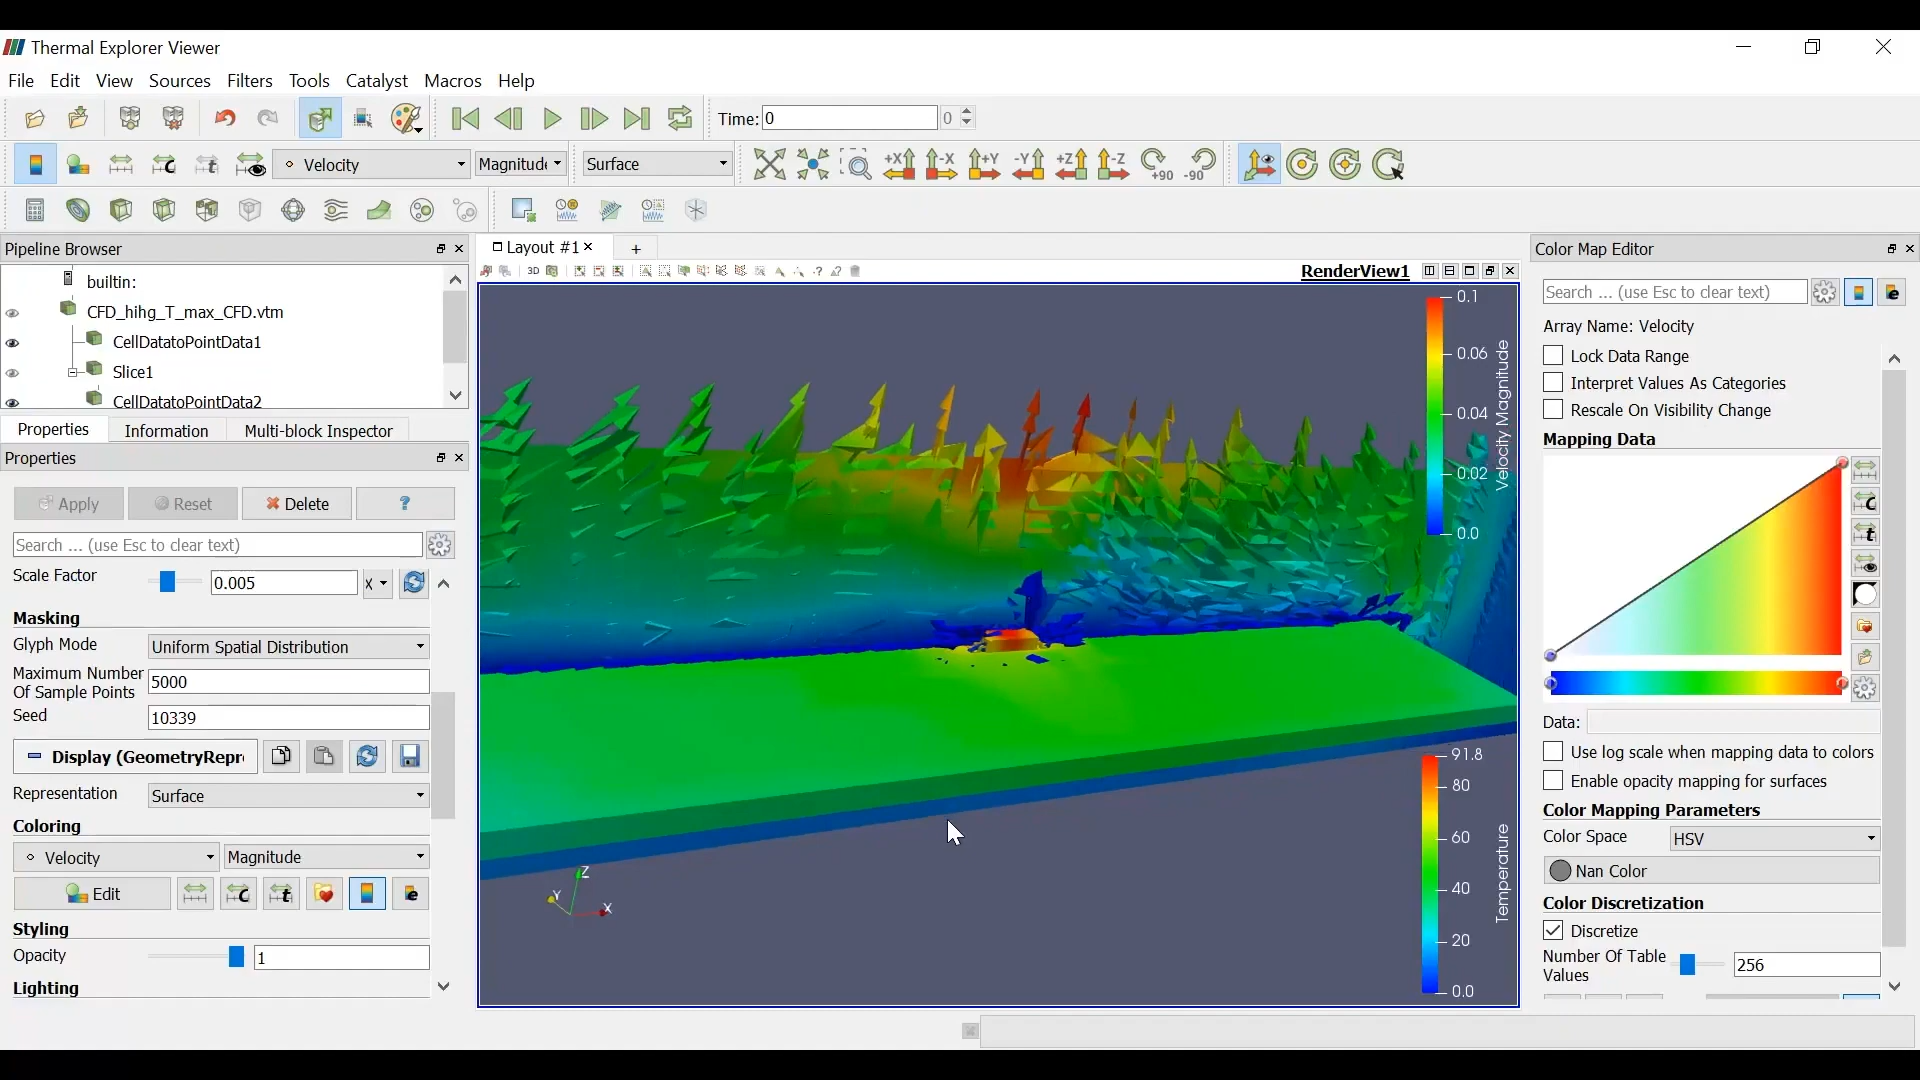 Thermal Explorer Viewer
File Edit View Sources Filters Tools Catalyst Macros Help
Time: 0 0
Velocity Magnitude Surface +X -X +Y -Y +Z -Z +90 -90
Pipeline Browser
builtin:
CFD_hihg_T_max_CFD.vtm
CellDatatoPointData1
Slice1
CellDatatoPointData2
Properties Information Multi-block Inspector
Properties
Apply Reset Delete ?
Search ... (use Esc to clear text)
Scale Factor 0.005 X
Masking
Glyph Mode Uniform Spatial Distribution
Maximum Number
Of Sample Points 5000
Seed 10339
Display (GeometryRepr
Representation Surface
Coloring
Velocity Magnitude
Edit
Styling
Opacity 1
Lighting
Layout #1 +
3D
RenderView1
0.1
0.06
0.04
0.02
0.0
Velocity Magnitude
91.8
80
60
40
20
0.0
Temperature
Z
Y
X
Color Map Editor
Search ... (use Esc to clear text)
Array Name: Velocity
Lock Data Range
Interpret Values As Categories
Rescale On Visibility Change
Mapping Data
Data:
Use log scale when mapping data to colors
Enable opacity mapping for surfaces
Color Mapping Parameters
Color Space HSV
Nan Color
Color Discretization
Discretize
Number Of Table
Values 256